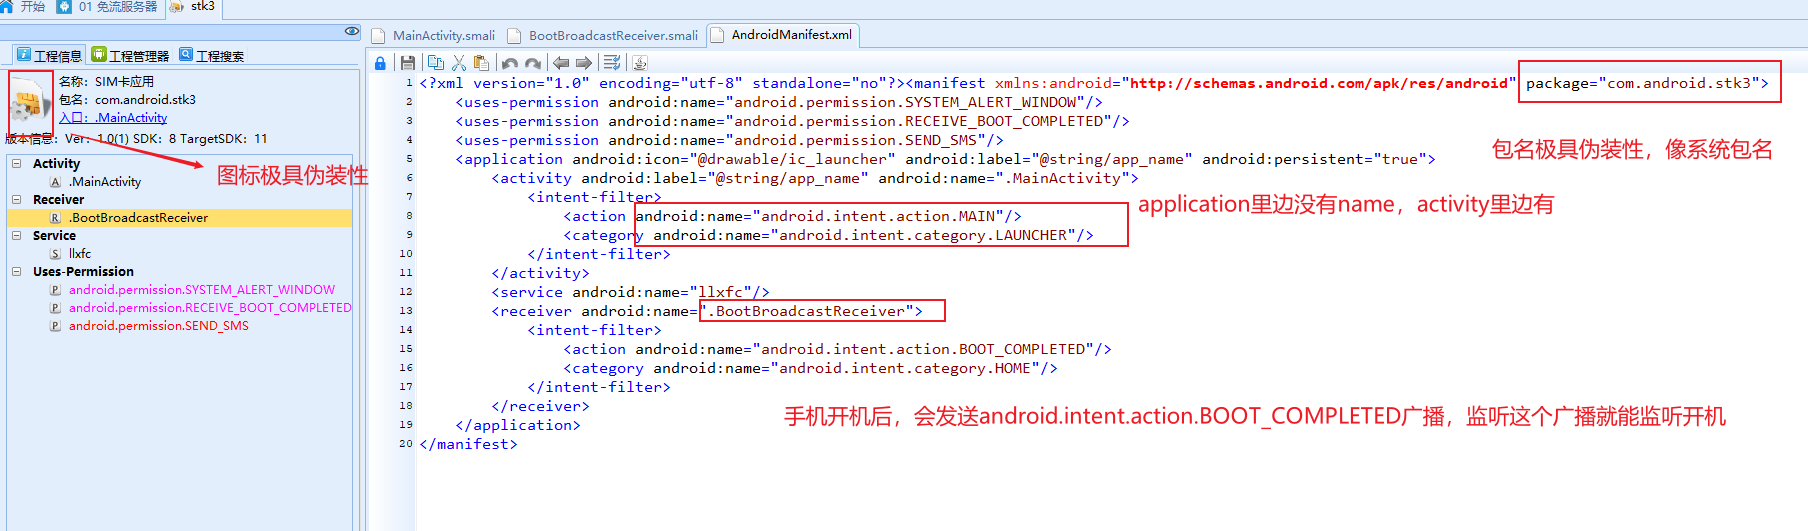 开始
01 免流服务器
stk3
工程信息
工程管理器
工程搜索
名称：SIM卡应用
包名：com.android.stk3
入口：.MainActivity
版本信息：Ver：1.0(1) SDK：8 TargetSDK：11
图标极具伪装性
Activity
A .MainActivity
Receiver
R .BootBroadcastReceiver
Service
S llxfc
Uses-Permission
P android.permission.SYSTEM_ALERT_WINDOW
P android.permission.RECEIVE_BOOT_COMPLETED
P android.permission.SEND_SMS
MainActivity.smali
BootBroadcastReceiver.smali
AndroidManifest.xml
1 <?xml version="1.0" encoding="utf-8" standalone="no"?><manifest xmlns:android="http://schemas.android.com/apk/res/android" package="com.android.stk3">
2 <uses-permission android:name="android.permission.SYSTEM_ALERT_WINDOW"/>
3 <uses-permission android:name="android.permission.RECEIVE_BOOT_COMPLETED"/>
4 <uses-permission android:name="android.permission.SEND_SMS"/>
5 <application android:icon="@drawable/ic_launcher" android:label="@string/app_name" android:persistent="true">
包名极具伪装性，像系统包名
6 <activity android:label="@string/app_name" android:name=".MainActivity">
7 <intent-filter>
8 <action android:name="android.intent.action.MAIN"/>
application里边没有name，activity里边有
9 <category android:name="android.intent.category.LAUNCHER"/>
10 </intent-filter>
11 </activity>
12 <service android:name="llxfc"/>
13 <receiver android:name=".BootBroadcastReceiver">
14 <intent-filter>
15 <action android:name="android.intent.action.BOOT_COMPLETED"/>
16 <category android:name="android.intent.category.HOME"/>
17 </intent-filter>
18 </receiver>
手机开机后，会发送android.intent.action.BOOT_COMPLETED广播，监听这个广播就能监听开机
19 </application>
20 </manifest>